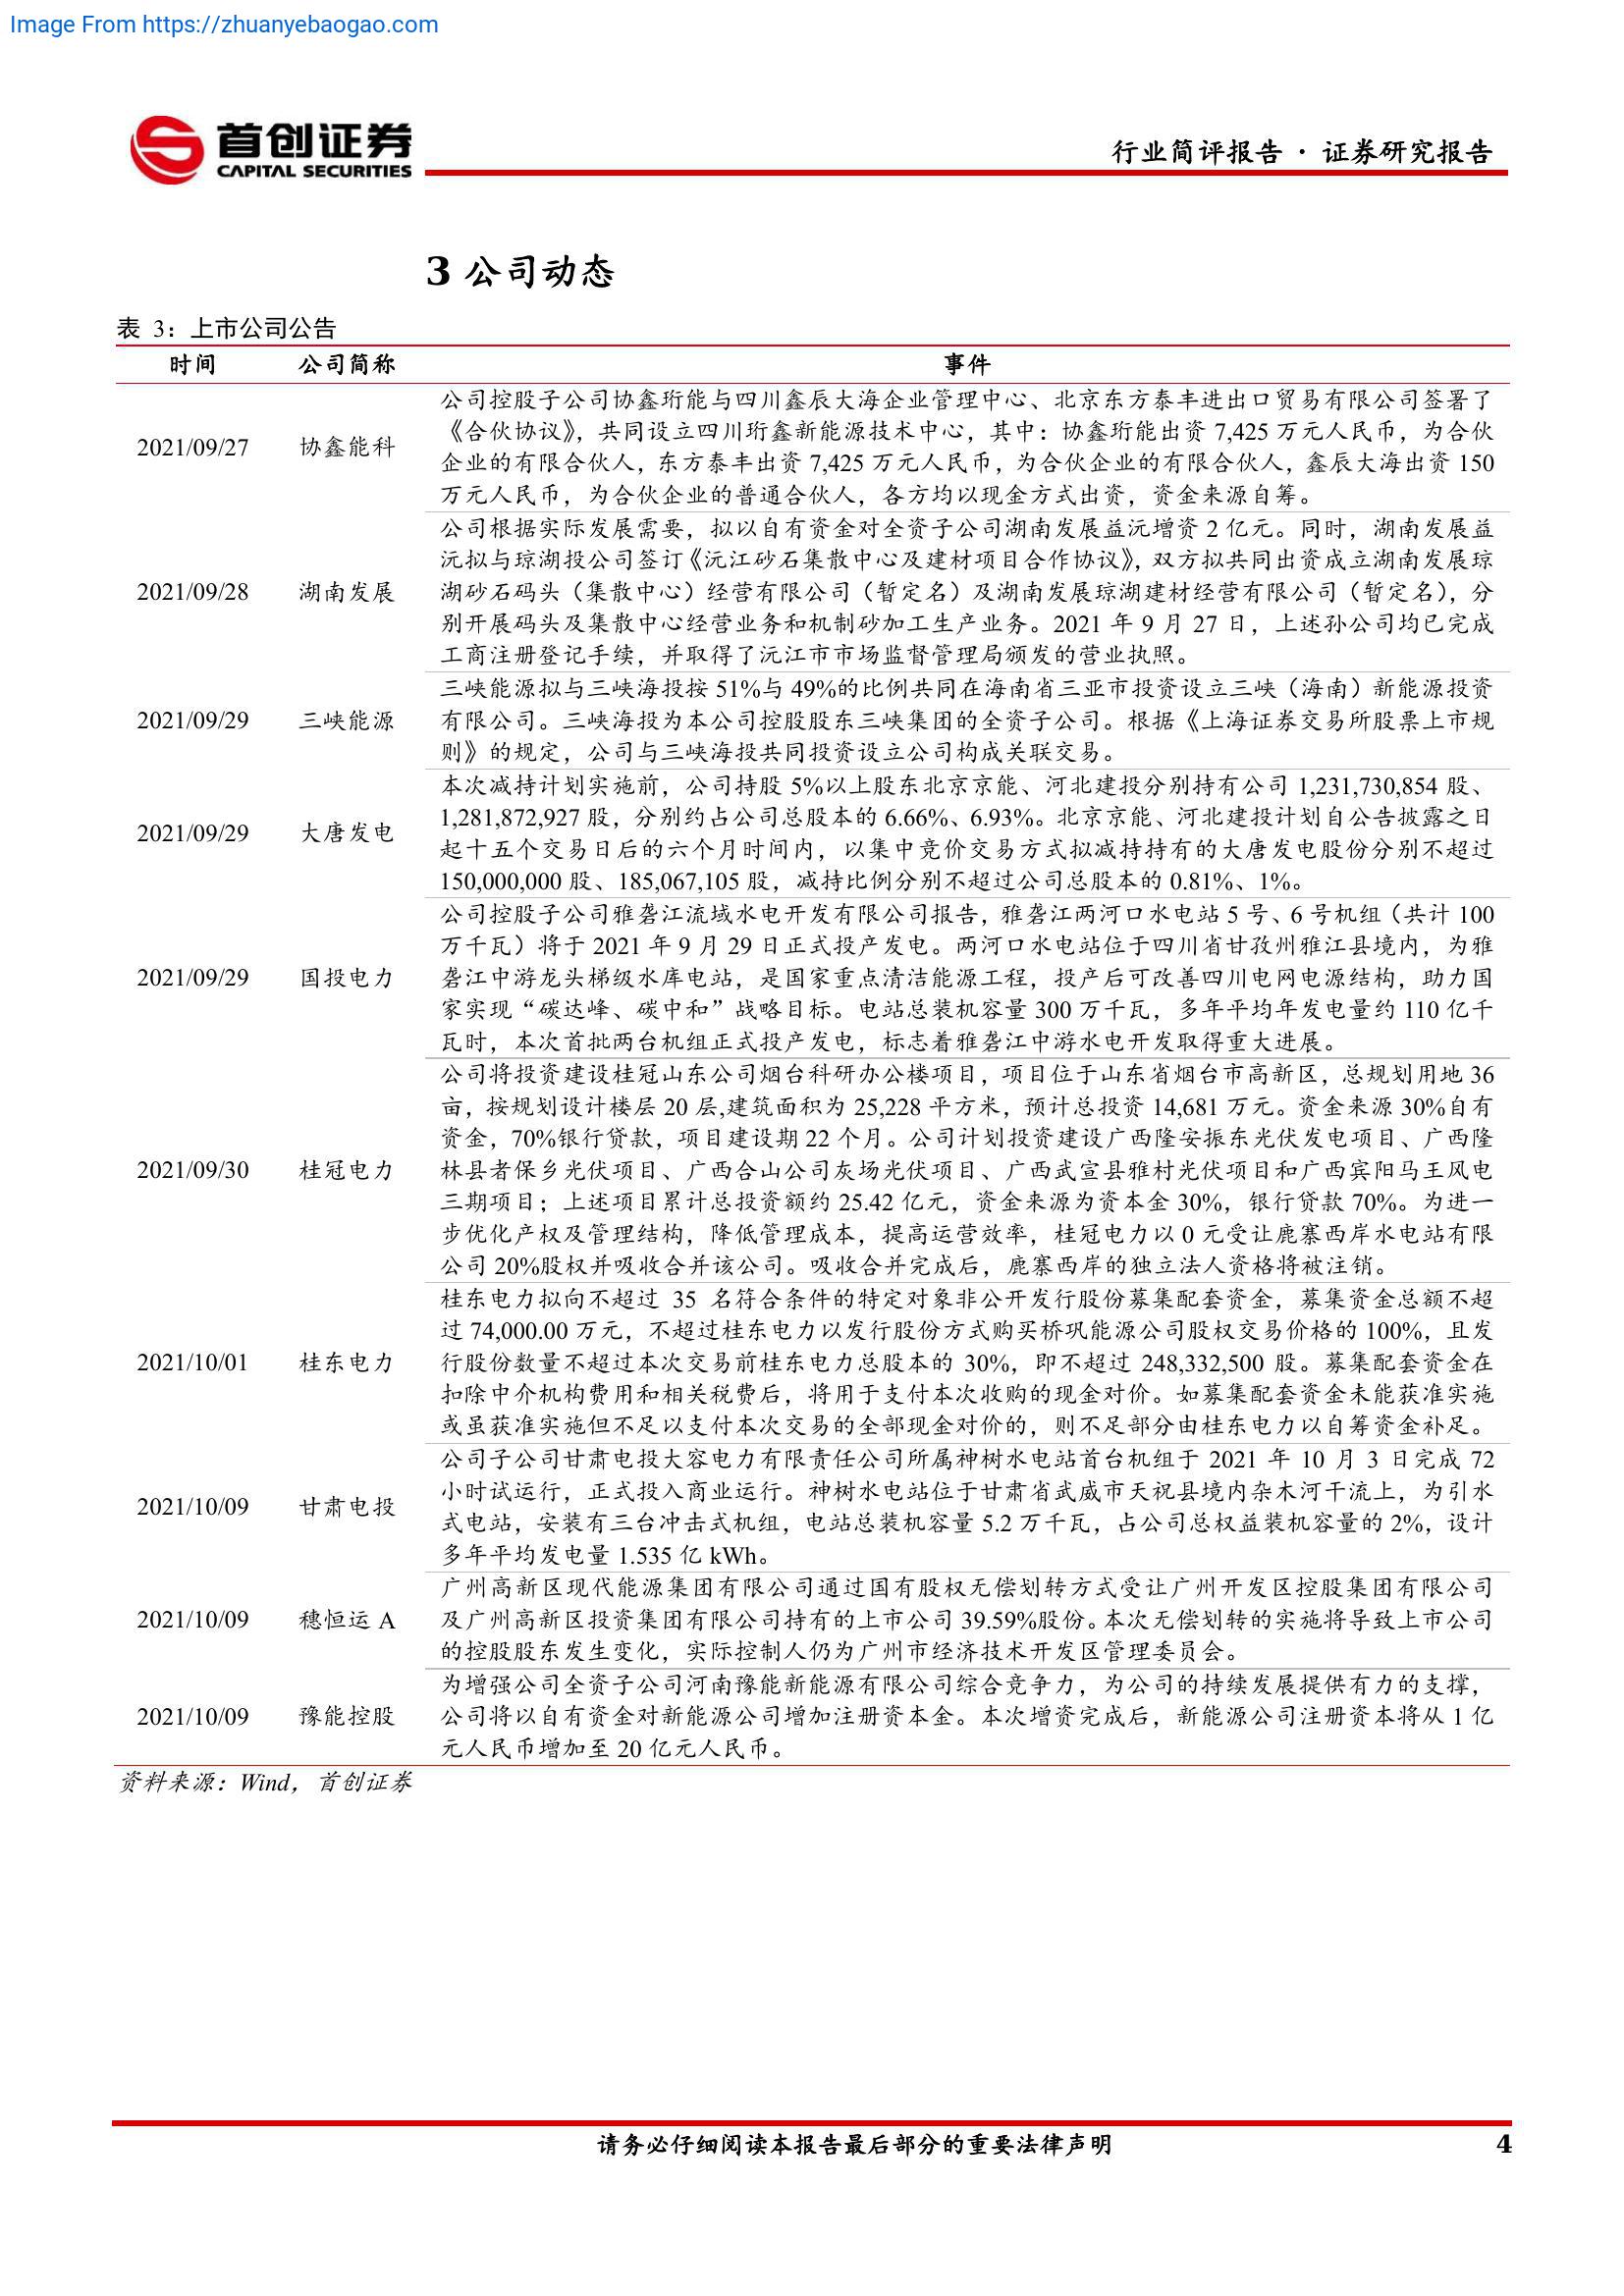 Image From https://zhuanyebaogao.com
首创证券
CAPITAL SECURITIES
行业简评报告 · 证券研究报告
3 公司动态
表 3：上市公司公告
时间 公司简称 事件
公司控股子公司协鑫珩能与四川鑫辰大海企业管理中心、北京东方泰丰进出口贸易有限公司签署了
《合伙协议》，共同设立四川珩鑫新能源技术中心，其中：协鑫珩能出资 7,425 万元人民币，为合伙
2021/09/27 协鑫能科
企业的有限合伙人，东方泰丰出资 7,425 万元人民币，为合伙企业的有限合伙人，鑫辰大海出资 150
万元人民币，为合伙企业的普通合伙人，各方均以现金方式出资，资金来源自筹。
公司根据实际发展需要，拟以自有资金对全资子公司湖南发展益沅增资 2 亿元。同时，湖南发展益
沅拟与琼湖投公司签订《沅江砂石集散中心及建材项目合作协议》，双方拟共同出资成立湖南发展琼
2021/09/28 湖南发展 湖砂石码头（集散中心）经营有限公司（暂定名）及湖南发展琼湖建材经营有限公司（暂定名），分
别开展码头及集散中心经营业务和机制砂加工生产业务。2021 年 9 月 27 日，上述孙公司均已完成
工商注册登记手续，并取得了沅江市市场监督管理局颁发的营业执照。
三峡能源拟与三峡海投按 51%与 49%的比例共同在海南省三亚市投资设立三峡（海南）新能源投资
2021/09/29 三峡能源 有限公司。三峡海投为本公司控股股东三峡集团的全资子公司。根据《上海证券交易所股票上市规
则》的规定，公司与三峡海投共同投资设立公司构成关联交易。
本次减持计划实施前，公司持股 5%以上股东北京京能、河北建投分别持有公司 1,231,730,854 股、
1,281,872,927 股，分别约占公司总股本的 6.66%、6.93%。北京京能、河北建投计划自公告披露之日
2021/09/29 大唐发电
起十五个交易日后的六个月时间内，以集中竞价交易方式拟减持持有的大唐发电股份分别不超过
150,000,000 股、185,067,105 股，减持比例分别不超过公司总股本的 0.81%、1%。
公司控股子公司雅砻江流域水电开发有限公司报告，雅砻江两河口水电站 5 号、6 号机组（共计 100
万千瓦）将于 2021 年 9 月 29 日正式投产发电。两河口水电站位于四川省甘孜州雅江县境内，为雅
2021/09/29 国投电力 砻江中游龙头梯级水库电站，是国家重点清洁能源工程，投产后可改善四川电网电源结构，助力国
家实现“碳达峰、碳中和”战略目标。电站总装机容量 300 万千瓦，多年平均年发电量约 110 亿千
瓦时，本次首批两台机组正式投产发电，标志着雅砻江中游水电开发取得重大进展。
公司将投资建设桂冠山东公司烟台科研办公楼项目，项目位于山东省烟台市高新区，总规划用地 36
亩，按规划设计楼层 20 层,建筑面积为 25,228 平方米，预计总投资 14,681 万元。资金来源 30%自有
资金，70%银行贷款，项目建设期 22 个月。公司计划投资建设广西隆安振东光伏发电项目、广西隆
2021/09/30 桂冠电力 林县者保乡光伏项目、广西合山公司灰场光伏项目、广西武宣县雅村光伏项目和广西宾阳马王风电
三期项目；上述项目累计总投资额约 25.42 亿元，资金来源为资本金 30%，银行贷款 70%。为进一
步优化产权及管理结构，降低管理成本，提高运营效率，桂冠电力以 0 元受让鹿寨西岸水电站有限
公司 20%股权并吸收合并该公司。吸收合并完成后，鹿寨西岸的独立法人资格将被注销。
桂东电力拟向不超过 35 名符合条件的特定对象非公开发行股份募集配套资金，募集资金总额不超
过 74,000.00 万元，不超过桂东电力以发行股份方式购买桥巩能源公司股权交易价格的 100%，且发
2021/10/01 桂东电力 行股份数量不超过本次交易前桂东电力总股本的 30%，即不超过 248,332,500 股。募集配套资金在
扣除中介机构费用和相关税费后，将用于支付本次收购的现金对价。如募集配套资金未能获准实施
或虽获准实施但不足以支付本次交易的全部现金对价的，则不足部分由桂东电力以自筹资金补足。
公司子公司甘肃电投大容电力有限责任公司所属神树水电站首台机组于 2021 年 10 月 3 日完成 72
小时试运行，正式投入商业运行。神树水电站位于甘肃省武威市天祝县境内杂木河干流上，为引水
2021/10/09 甘肃电投
式电站，安装有三台冲击式机组，电站总装机容量 5.2 万千瓦，占公司总权益装机容量的 2%，设计
多年平均发电量 1.535 亿 kWh。
广州高新区现代能源集团有限公司通过国有股权无偿划转方式受让广州开发区控股集团有限公司
2021/10/09 穗恒运 A 及广州高新区投资集团有限公司持有的上市公司 39.59%股份。本次无偿划转的实施将导致上市公司
的控股股东发生变化，实际控制人仍为广州市经济技术开发区管理委员会。
为增强公司全资子公司河南豫能新能源有限公司综合竞争力，为公司的持续发展提供有力的支撑，
2021/10/09 豫能控股 公司将以自有资金对新能源公司增加注册资本金。本次增资完成后，新能源公司注册资本将从 1 亿
元人民币增加至 20 亿元人民币。
资料来源：Wind，首创证券
请务必仔细阅读本报告最后部分的重要法律声明 4